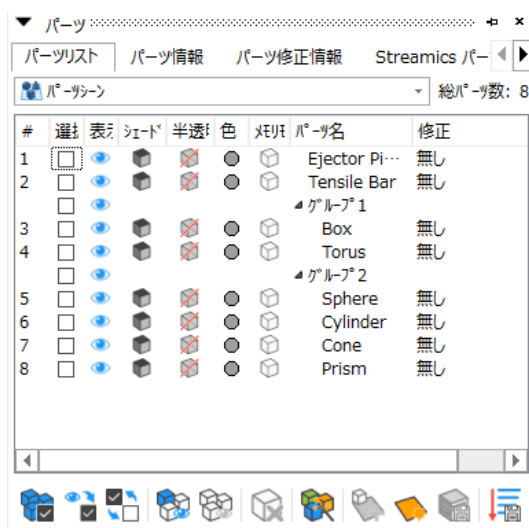 パーツ
パーツリスト パーツ情報 パーツ修正情報 Streamics パー
ﾊﾟｰﾂｼｰﾝ 総ﾊﾟｰﾂ数: 8
# 選択 表示 ｼｪｰﾄﾞ 半透明 色 ﾒﾓﾘｾ ﾊﾟｰﾂ名 修正
1 Ejector Pi… 無し
2 Tensile Bar 無し
ｸﾞﾙｰﾌﾟ1
3 Box 無し
4 Torus 無し
ｸﾞﾙｰﾌﾟ2
5 Sphere 無し
6 Cylinder 無し
7 Cone 無し
8 Prism 無し